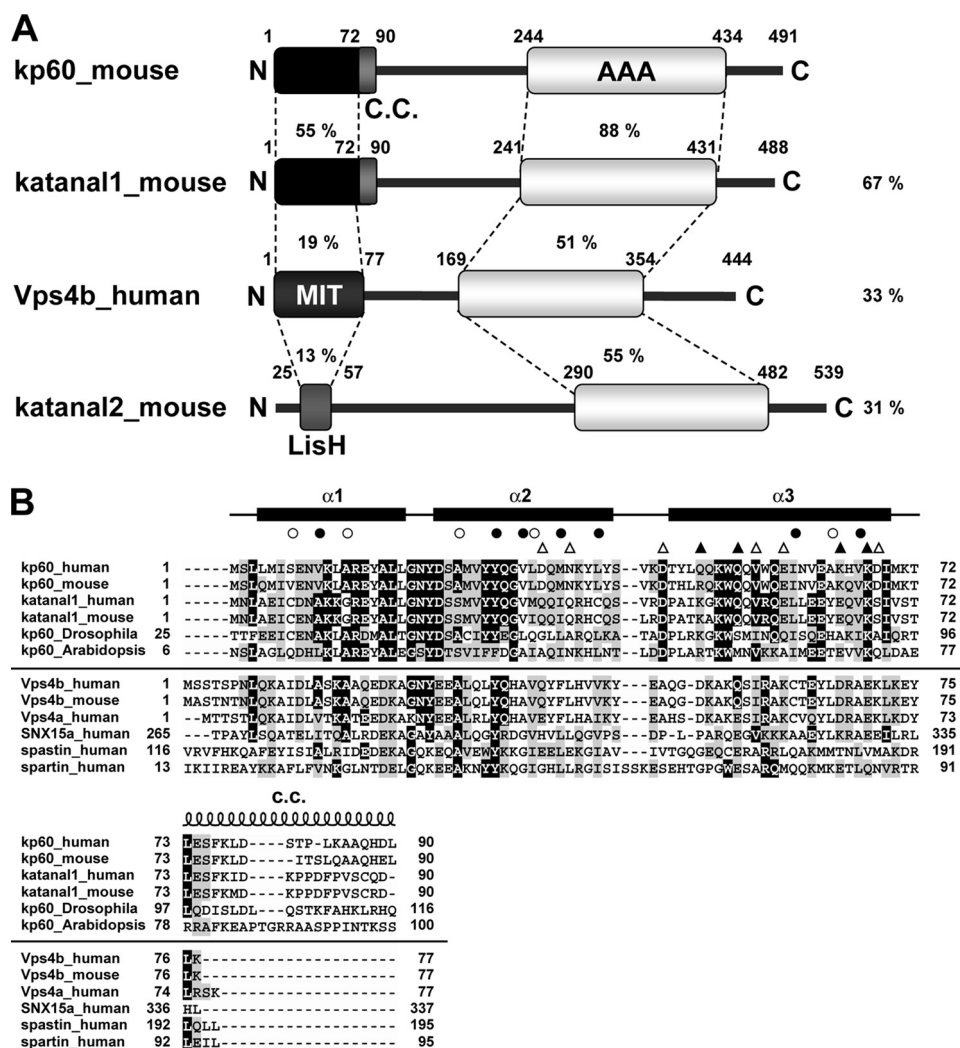 A
1 72 90 244 434 491
kp60_mouse N AAA C
C.C.
55 % 88 %
1 72 90 241 431 488
katanal1_mouse N C 67 %
19 % 51 %
1 77 169 354 444
Vps4b_human N MIT C 33 %
13 % 55 %
25 57 290 482 539
katanal2_mouse N C 31 %
LisH
B
α1 α2 α3
kp60_human 1 -----MSLLMISENVKLAREYALLGNYDSAMVYYQGVLDQMNKYLYS--VKDTYLQQKWQQVWQEINVEAKHVKDIMKT 72
kp60_mouse 1 -----MSLLMISENVKLAREYALLGNYDSAMVYYQGVLDQMNKYLYS--VKDTHLRQKWQQVWQEINVEAKQVKDIMKT 72
katanal1_human 1 -----MNLAEICDNAKKGREYALLGNYDSSMVYYQGVMQQIQRHCQS--VRDPAIKGKWQQVRQELLEEYEQVKSIVST 72
katanal1_mouse 1 -----MNLAEICDNAKKGREYALLGNYDSSMVYYQGVIQQIQRHCQS--LRDPATKAKWQQVRQELLEEYEQVKSIVST 72
kp60_Drosophila 25 TTFEEICENAKLARDMALTGNYDSACIYYEGLQGLLARQLKA--TADPLRKGKWSMINQQISQEHAKIKAIQRT 96
kp60_Arabidopsis 6 NSLAGLQDHLKLAREYALEGSYDTSVIFFDGAIAQINKHLNT--LDDPLARTKWMNVKKAIMEETEVVKQLDAE 77
Vps4b_human 1 MSSTSPNLQKAIDLASKAAQEDKAGNYEEALQLYQHAVQYFLHVVKY--EAQG-DKAKQSIRAKCTEYLDRAEKLKEY 75
Vps4b_mouse 1 MASTNTNLQKAIDLASKAAQEDKAGNYEEALQLYQHAVQYFLHVVKY--EAQG-DKAKQSIRAKCTEYLDRAEKLKEY 75
Vps4a_human 1 --MTTSTLQKAIDLVTKATEEDKAKNYEEALRLYQHAVEYFLHAIKY--EAHS-DKAKESIRAKCVQYLDRAEKLKDY 73
SNX15a_human 265 --TPAYLSQATELITQALRDEKAGAYAAALQGYRDGVHVLLQGVPS--DPLP-ARQEGVKKKAAEYLKRAEEILRL 335
spastin_human 116 VRVFHKQAFEYISIALRIDEDEKAGQKEQAVEWYKKGIEELEKGIAV--IVTGQGEQCERARRLQAKMMTNLVMAKDR 191
spartin_human 13 IKIIREAYKKAFLFVNKGLNTDELGQKEEAKNYYKQGIGHLLRGISISSKESEHTGPGWESARQMQQKMKETLQNVRTR 91
c.c.
kp60_human 73 LESFKLD----STP-LKAAQHDL 90
kp60_mouse 73 LESFKLD-----ITSLQAAQHEL 90
katanal1_human 73 LESFKID----KPPDFPVSCQD- 90
katanal1_mouse 73 LESFKMD----KPPDFPVSCRD- 90
kp60_Drosophila 97 LQDISLDL---QSTKFAHKLRHQ 116
kp60_Arabidopsis 78 RRAFKEAPTGRRAASPPINTKSS 100
Vps4b_human 76 LK--------------------- 77
Vps4b_mouse 76 LK--------------------- 77
Vps4a_human 74 LRSK------------------- 77
SNX15a_human 336 HL--------------------- 337
spastin_human 192 LQLL------------------- 195
spartin_human 92 LEIL------------------- 95